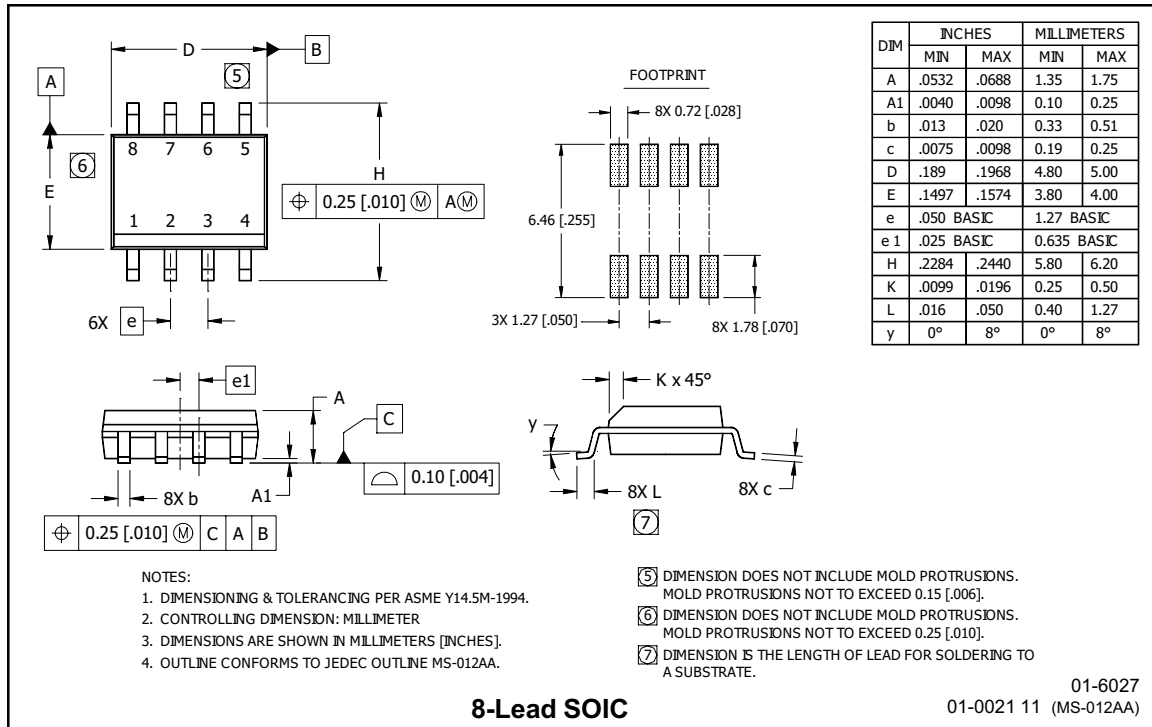 D
B
A
5
8 7 6 5
6
E
H
⌖ 0.25 [.010] Ⓜ AⓂ
1 2 3 4
6X e
FOOTPRINT
8X 0.72 [.028]
6.46 [.255]
3X 1.27 [.050]
8X 1.78 [.070]
DIM INCHES MILLIMETERS
MIN MAX MIN MAX
A .0532 .0688 1.35 1.75
A1 .0040 .0098 0.10 0.25
b .013 .020 0.33 0.51
c .0075 .0098 0.19 0.25
D .189 .1968 4.80 5.00
E .1497 .1574 3.80 4.00
e .050 BASIC 1.27 BASIC
e 1 .025 BASIC 0.635 BASIC
H .2284 .2440 5.80 6.20
K .0099 .0196 0.25 0.50
L .016 .050 0.40 1.27
y 0° 8° 0° 8°
e1
A
C
⌓ 0.10 [.004]
8X b
A1
⌖ 0.25 [.010] Ⓜ C A B
K x 45°
y
8X L
8X c
7
NOTES:
1. DIMENSIONING & TOLERANCING PER ASME Y14.5M-1994.
2. CONTROLLING DIMENSION: MILLIMETER
3. DIMENSIONS ARE SHOWN IN MILLIMETERS [INCHES].
4. OUTLINE CONFORMS TO JEDEC OUTLINE MS-012AA.
5 DIMENSION DOES NOT INCLUDE MOLD PROTRUSIONS.
MOLD PROTRUSIONS NOT TO EXCEED 0.15 [.006].
6 DIMENSION DOES NOT INCLUDE MOLD PROTRUSIONS.
MOLD PROTRUSIONS NOT TO EXCEED 0.25 [.010].
7 DIMENSION IS THE LENGTH OF LEAD FOR SOLDERING TO
A SUBSTRATE.
8-Lead SOIC
01-6027
01-0021 11 (MS-012AA)